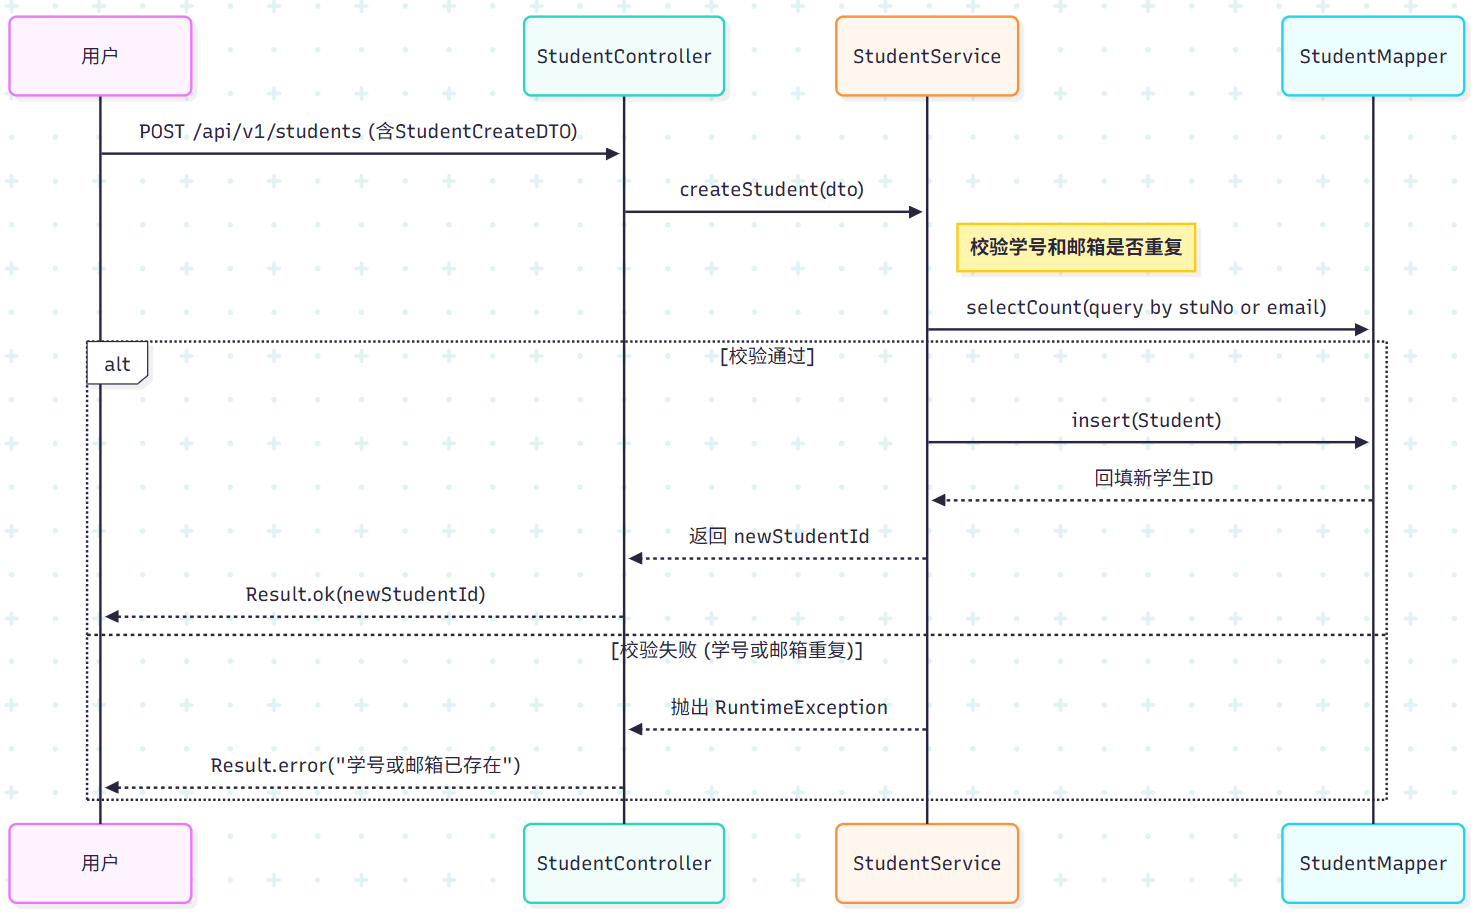 用户
StudentController
StudentService
StudentMapper
POST /api/v1/students (含StudentCreateDTO)
createStudent(dto)
校验学号和邮箱是否重复
selectCount(query by stuNo or email)
alt
[校验通过]
insert(Student)
回填新学生ID
返回 newStudentId
Result.ok(newStudentId)
[校验失败 (学号或邮箱重复)]
抛出 RuntimeException
Result.error("学号或邮箱已存在")
用户
StudentController
StudentService
StudentMapper